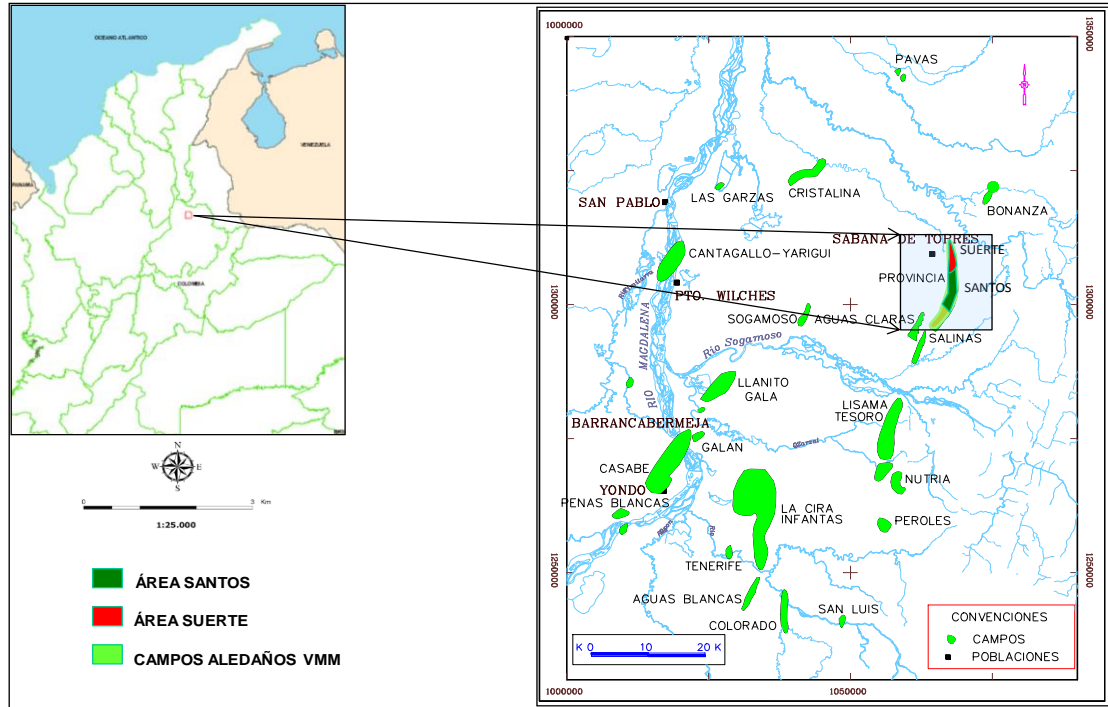 OCEANO ATLANTICO
VENEZUELA
PANAMA
COLOMBIA
N
W E
S
0 3 Km
1:25.000
ÁREA SANTOS
ÁREA SUERTE
CAMPOS ALEDAÑOS VMM
1000000
1350000
PAVAS
CRISTALINA
LAS GARZAS
SAN PABLO
BONANZA
SABANA DE TORRES
SUERTE
CANTAGALLO-YARIGUI
PROVINCIA
SANTOS
PTO. WILCHES
1300000
1300000
SOGAMOSO
AGUAS CLARAS
SALINAS
RIO MAGDALENA
Rio Sogamoso
LLANITO
GALA
LISAMA
TESORO
BARRANCABERMEJA
GALAN
CASABE
YONDO
NUTRIA
PENAS BLANCAS
LA CIRA
INFANTAS
PEROLES
Rio
TENERIFE
1250000
1250000
AGUAS BLANCAS
SAN LUIS
COLORADO
CONVENCIONES
CAMPOS
POBLACIONES
K 0 10 20 K
1000000
1050000